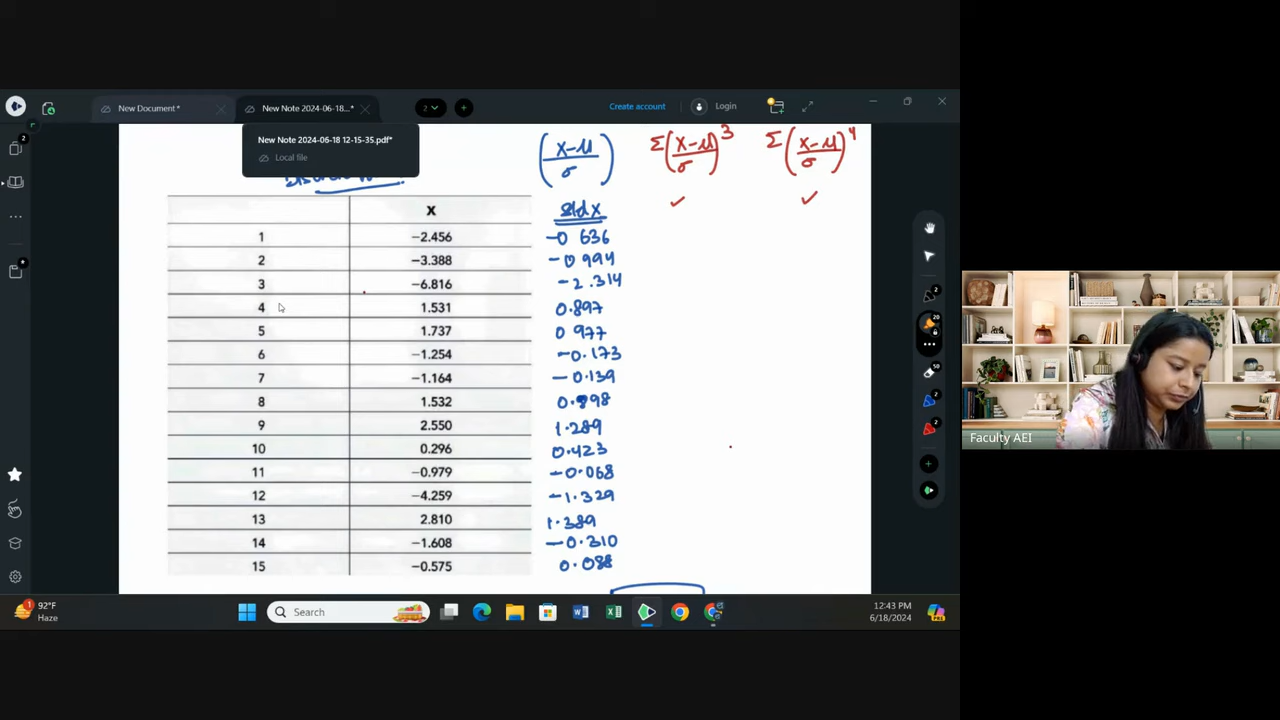 New Document*
New Note 2024-06-18...*
2
Create account
Login
New Note 2024-06-18 12-15-35.pdf*
Local file
(X-μ/σ)
Σ(X-μ/σ)³
Σ(X-μ/σ)⁴
✓ ✓
X
Std X
1 −2.456 -0 636
2 −3.388 -0 994
3 −6.816 -2.314
4 1.531 0.897
5 1.737 0 977
6 −1.254 -0.173
7 −1.164 -0.139
8 1.532 0.898
9 2.550 1.289
10 0.296 0.423
11 −0.979 -0.068
12 −4.259 -1.329
13 2.810 1.389
14 −1.608 -0.310
15 −0.575 0.088
Faculty AEI
92°F
Haze
Search
12:43 PM
6/18/2024